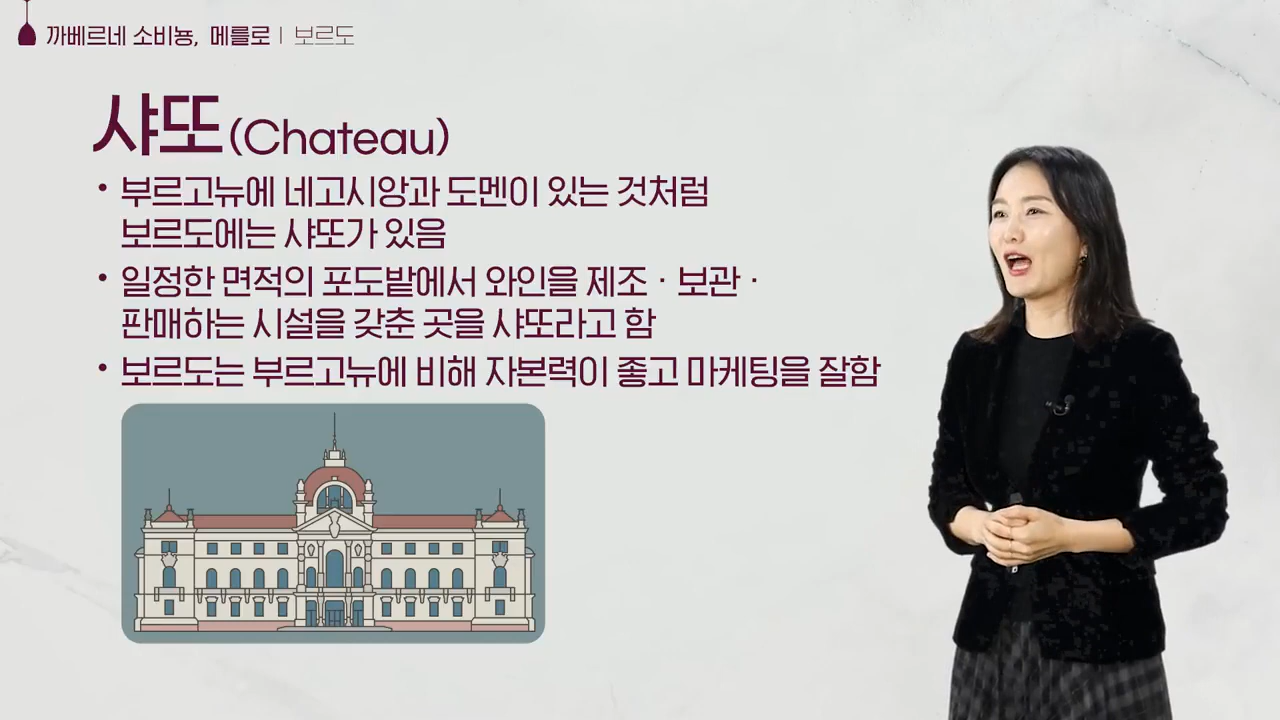 까베르네 소비뇽, 메를로 | 보르도
샤또(Chateau)
• 부르고뉴에 네고시앙과 도멘이 있는 것처럼
보르도에는 샤또가 있음
• 일정한 면적의 포도밭에서 와인을 제조 · 보관 ·
판매하는 시설을 갖춘 곳을 샤또라고 함
• 보르도는 부르고뉴에 비해 자본력이 좋고 마케팅을 잘함